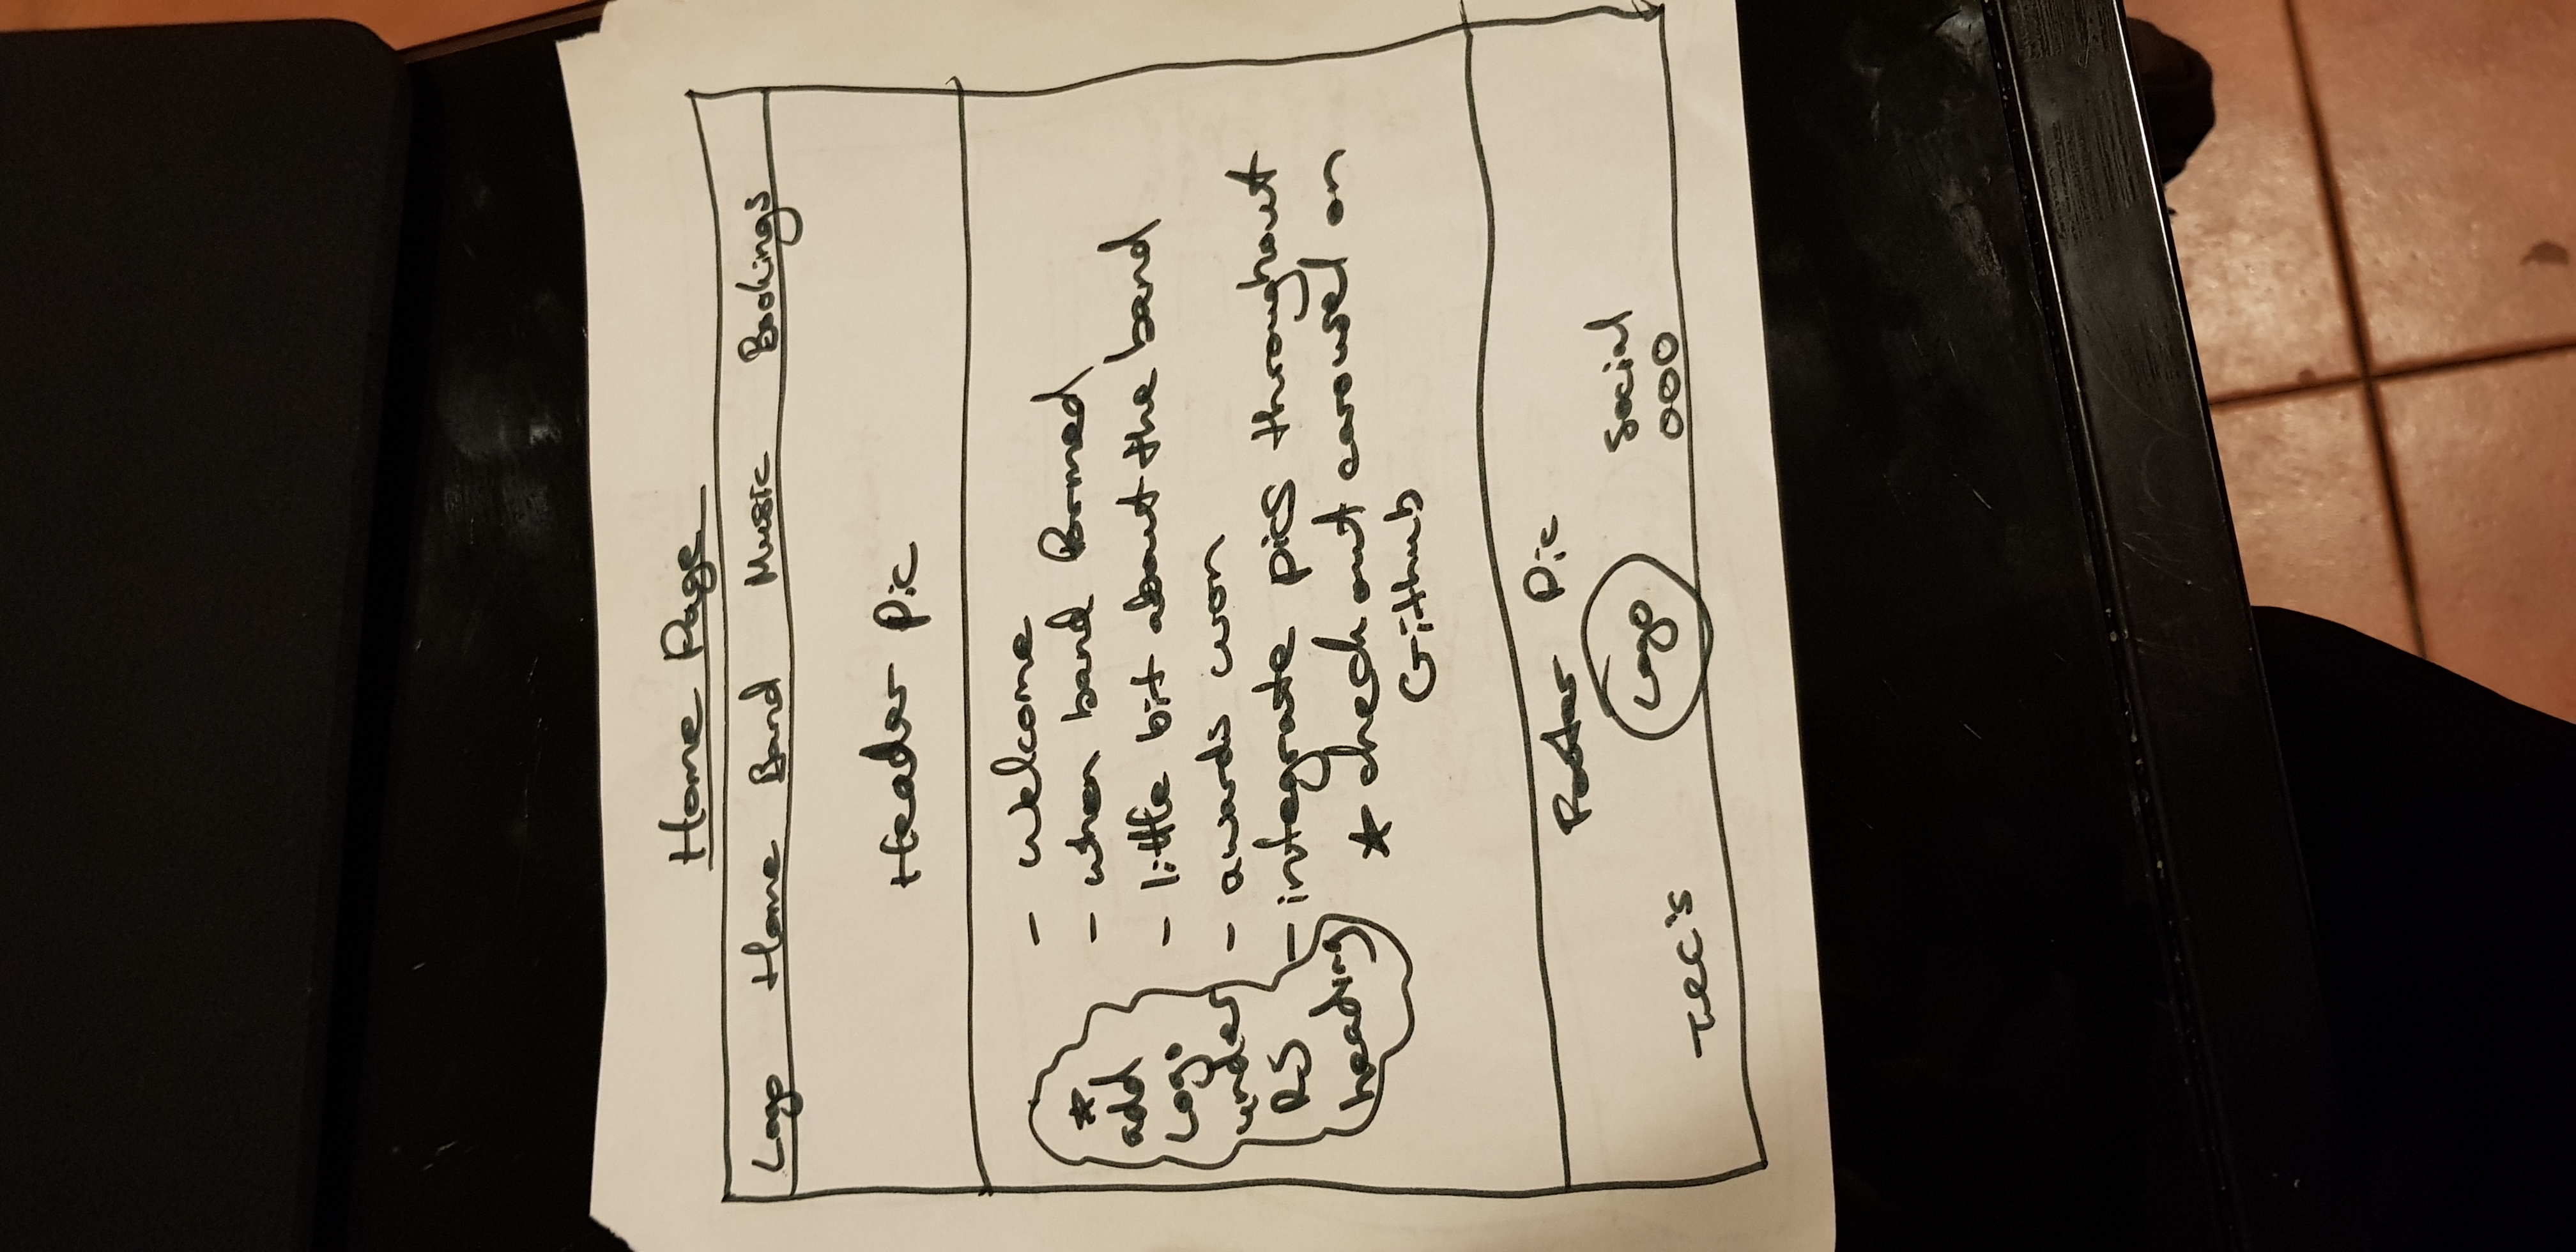 Home Page
Logo Home Band Music Bookings
Header Pic
- welcome
- when band formed
- little bit about the band
- awards won
- integrate pics throughout
★ check out carousel on
Github
★
add
Logo
under
RS
heading
Footer Pic
Logo
Social